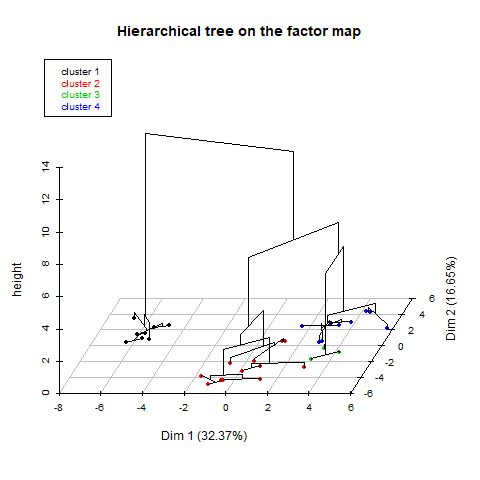 Hierarchical tree on the factor map
cluster 1
cluster 2
cluster 3
cluster 4
height
0 2 4 6 8 10 12 14
-8 -6 -4 -2 0 2 4 6
Dim 1 (32.37%)
-6 -4 -2 0 2 4 6
Dim 2 (16.65%)